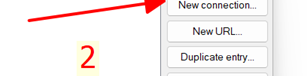 New connection...
New URL...
2
Duplicate entry...